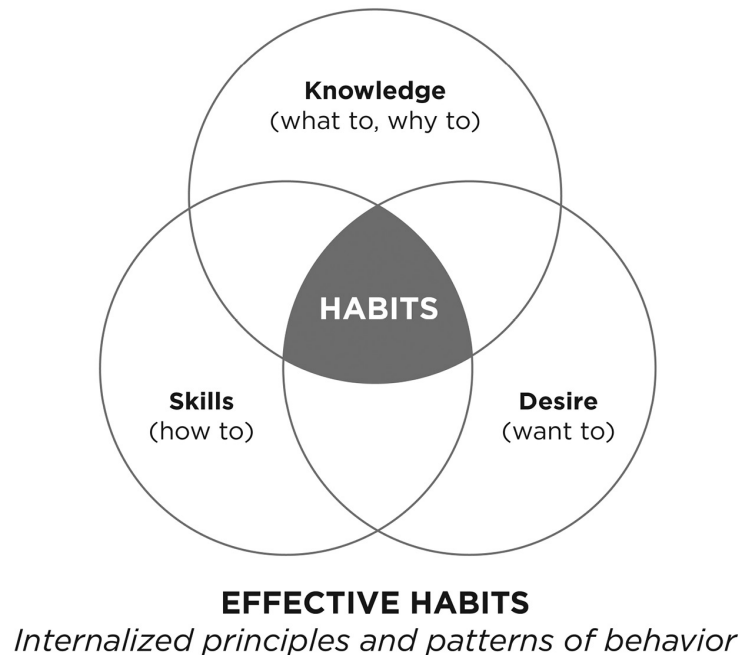 Knowledge
(what to, why to)
HABITS
Skills
(how to)
Desire
(want to)
EFFECTIVE HABITS
Internalized principles and patterns of behavior